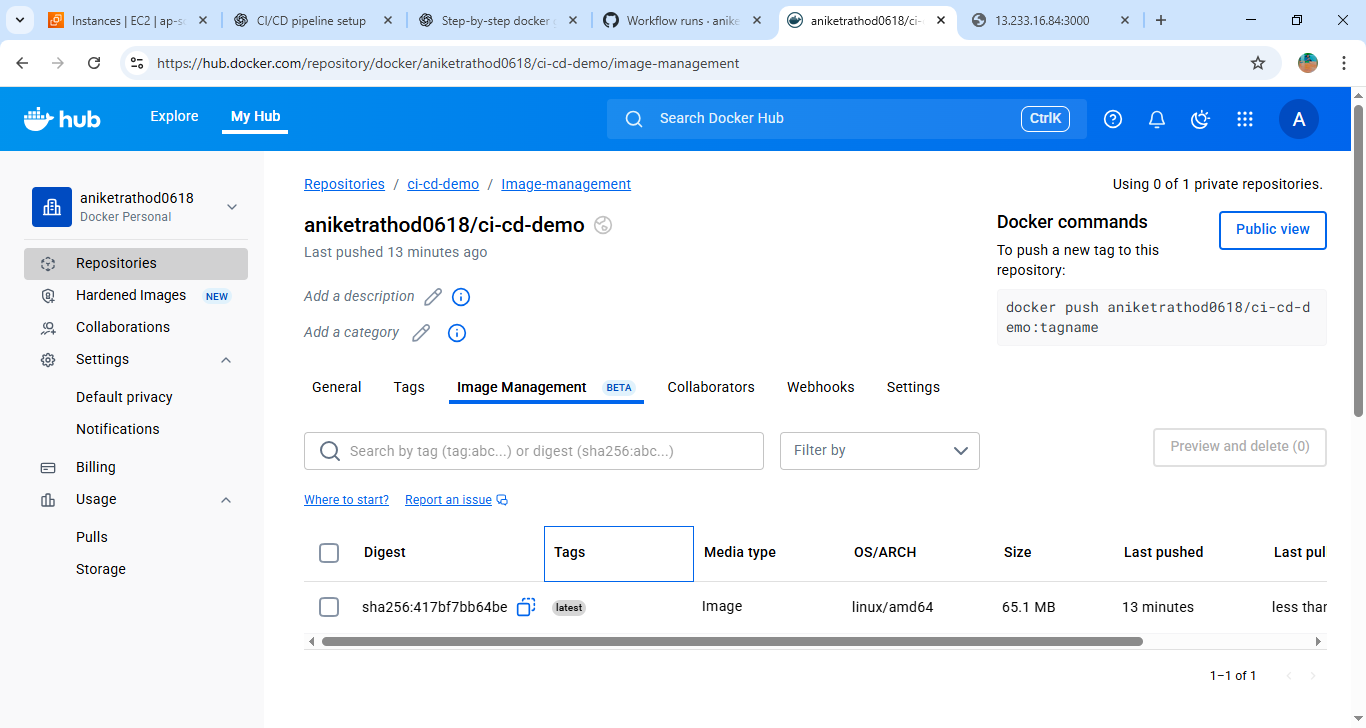 Instances | EC2 | ap-so
CI/CD pipeline setup
Step-by-step docker
Workflow runs · anike
aniketrathod0618/ci-
13.233.16.84:3000
https://hub.docker.com/repository/docker/aniketrathod0618/ci-cd-demo/image-management
hub
Explore
My Hub
Search Docker Hub
CtrlK
A
aniketrathod0618
Docker Personal
Repositories
Hardened Images NEW
Collaborations
Settings
Default privacy
Notifications
Billing
Usage
Pulls
Storage
Repositories / ci-cd-demo / Image-management
Using 0 of 1 private repositories.
aniketrathod0618/ci-cd-demo
Last pushed 13 minutes ago
Add a description
Add a category
Docker commands
Public view
To push a new tag to this
repository:
docker push aniketrathod0618/ci-cd-d
emo:tagname
General
Tags
Image Management BETA
Collaborators
Webhooks
Settings
Search by tag (tag:abc...) or digest (sha256:abc...)
Filter by
Preview and delete (0)
Where to start?
Report an issue
Digest Tags Media type OS/ARCH Size Last pushed Last pul
sha256:417bf7bb64be latest Image linux/amd64 65.1 MB 13 minutes less than
1–1 of 1